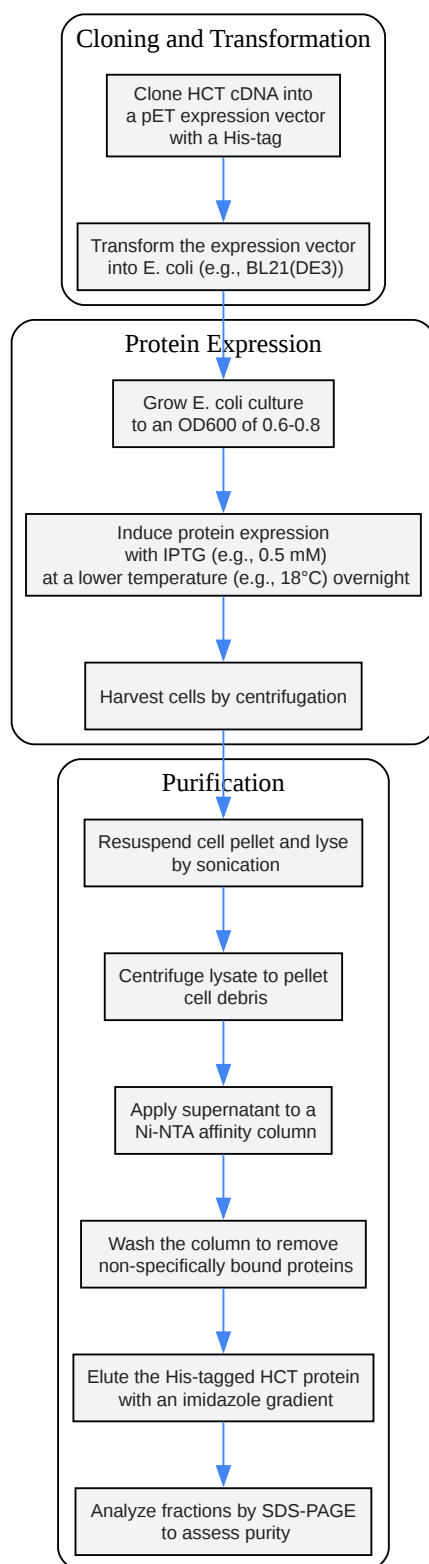 Cloning and Transformation
Clone HCT cDNA into
a pET expression vector
with a His-tag
Transform the expression vector
into E. coli (e.g., BL21(DE3))
Protein Expression
Grow E. coli culture
to an OD600 of 0.6-0.8
Induce protein expression
with IPTG (e.g., 0.5 mM)
at a lower temperature (e.g., 18°C) overnight
Harvest cells by centrifugation
Purification
Resuspend cell pellet and lyse
by sonication
Centrifuge lysate to pellet
cell debris
Apply supernatant to a
Ni-NTA affinity column
Wash the column to remove
non-specifically bound proteins
Elute the His-tagged HCT protein
with an imidazole gradient
Analyze fractions by SDS-PAGE
to assess purity